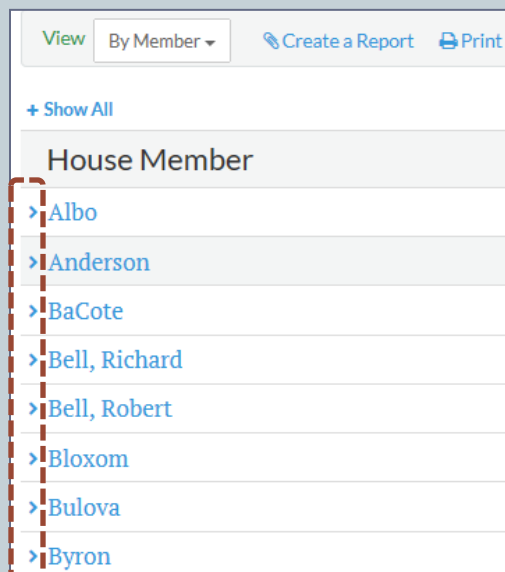 View By Member Create a Report Print
+ Show All
House Member
Albo
Anderson
BaCote
Bell, Richard
Bell, Robert
Bloxom
Bulova
Byron